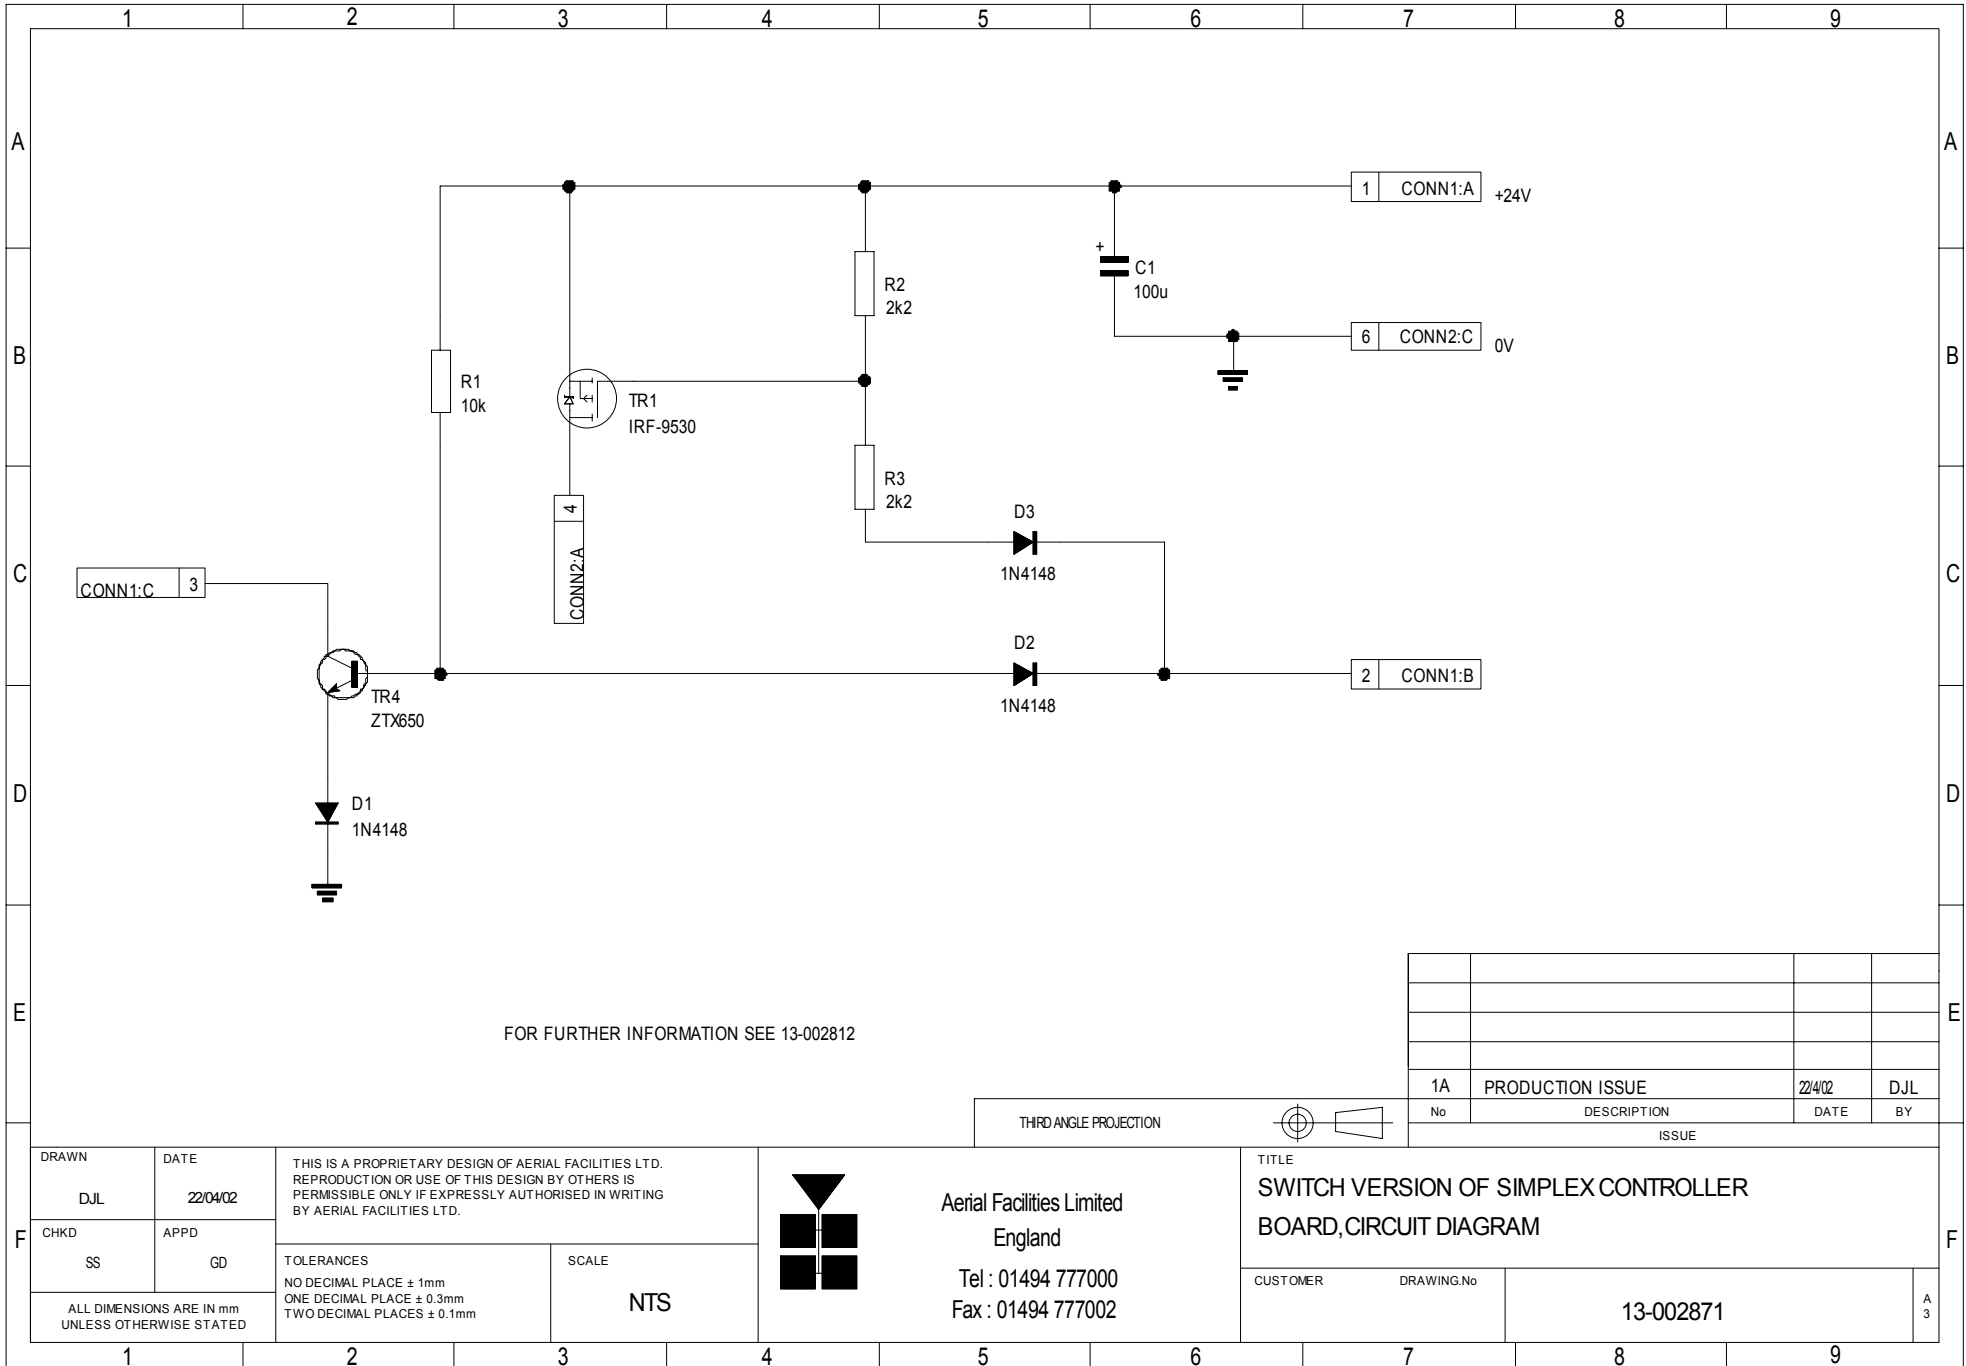 1 2 3 4 5 6 7 8 9
A A
1 CONN1:A +24V
+
C1
100u
R2
2k2
6 CONN2:C 0V
B B
R1
10k
TR1
IRF-9530
R3
2k2
4 CONN2:A
D3
1N4148
C C
CONN1:C 3
D2
1N4148
2 CONN1:B
TR4
ZTX650
D D
D1
1N4148
E E
FOR FURTHER INFORMATION SEE 13-002812
1A PRODUCTION ISSUE 22/4/02 DJL
No DESCRIPTION DATE BY
ISSUE
THIRD ANGLE PROJECTION
F F
DRAWN
DJL
DATE
22/04/02
CHKD
SS
APPD
GD
ALL DIMENSIONS ARE IN mm
UNLESS OTHERWISE STATED
THIS IS A PROPRIETARY DESIGN OF AERIAL FACILITIES LTD.
REPRODUCTION OR USE OF THIS DESIGN BY OTHERS IS
PERMISSIBLE ONLY IF EXPRESSLY AUTHORISED IN WRITING
BY AERIAL FACILITIES LTD.
TOLERANCES
NO DECIMAL PLACE ± 1mm
ONE DECIMAL PLACE ± 0.3mm
TWO DECIMAL PLACES ± 0.1mm
SCALE
NTS
Aerial Facilities Limited
England
Tel : 01494 777000
Fax : 01494 777002
TITLE
SWITCH VERSION OF SIMPLEX CONTROLLER
BOARD,CIRCUIT DIAGRAM
CUSTOMER
DRAWING.No
13-002871
A
3
1 2 3 4 5 6 7 8 9